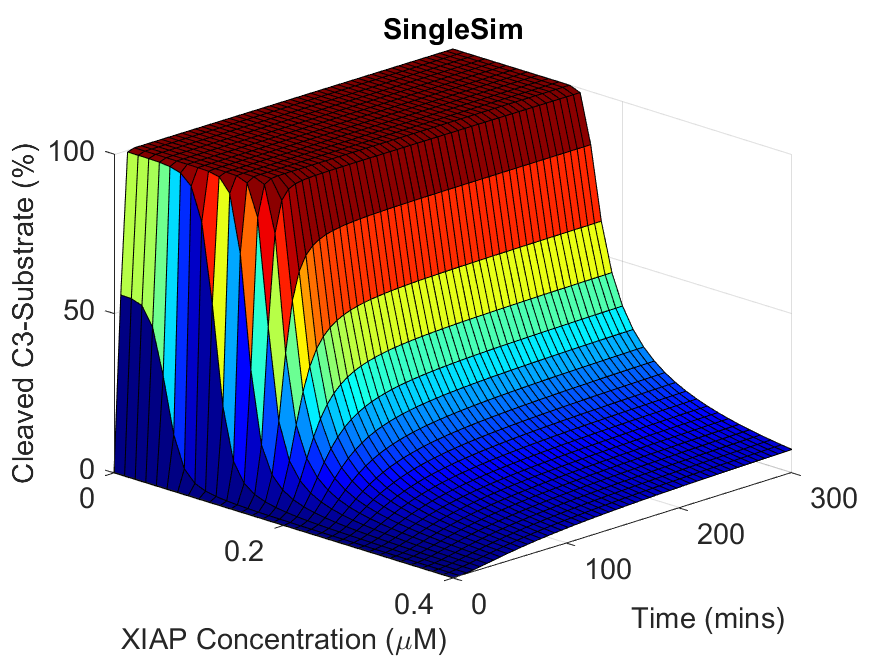 SingleSim
Cleaved C3-Substrate (%)
100
50
0
0
0.2
0.4
XIAP Concentration (μM)
0
100
200
300
Time (mins)